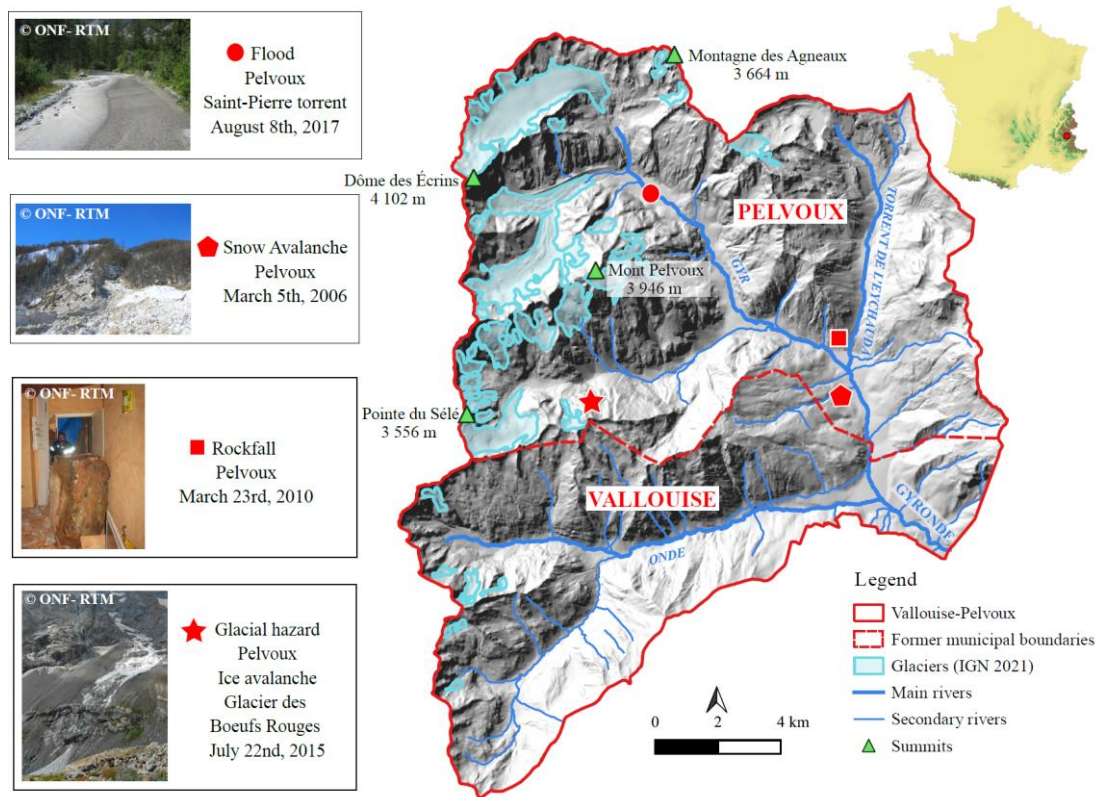 © ONF- RTM
Flood
Pelvoux
Saint-Pierre torrent
August 8th, 2017
© ONF- RTM
Snow Avalanche
Pelvoux
March 5th, 2006
© ONF- RTM
Rockfall
Pelvoux
March 23rd, 2010
© ONF- RTM
Glacial hazard
Pelvoux
Ice avalanche
Glacier des
Boeufs Rouges
July 22nd, 2015
Montagne des Agneaux
3 664 m
Dôme des Écrins
4 102 m
PELVOUX
Mont Pelvoux
3 946 m
GYR
TORRENT DE L'EYCHAUDA
Pointe du Sélé
3 556 m
VALLOUISE
ONDE
GYRONDE
Legend
Vallouise-Pelvoux
Former municipal boundaries
Glaciers (IGN 2021)
Main rivers
Secondary rivers
Summits
0 2 4 km